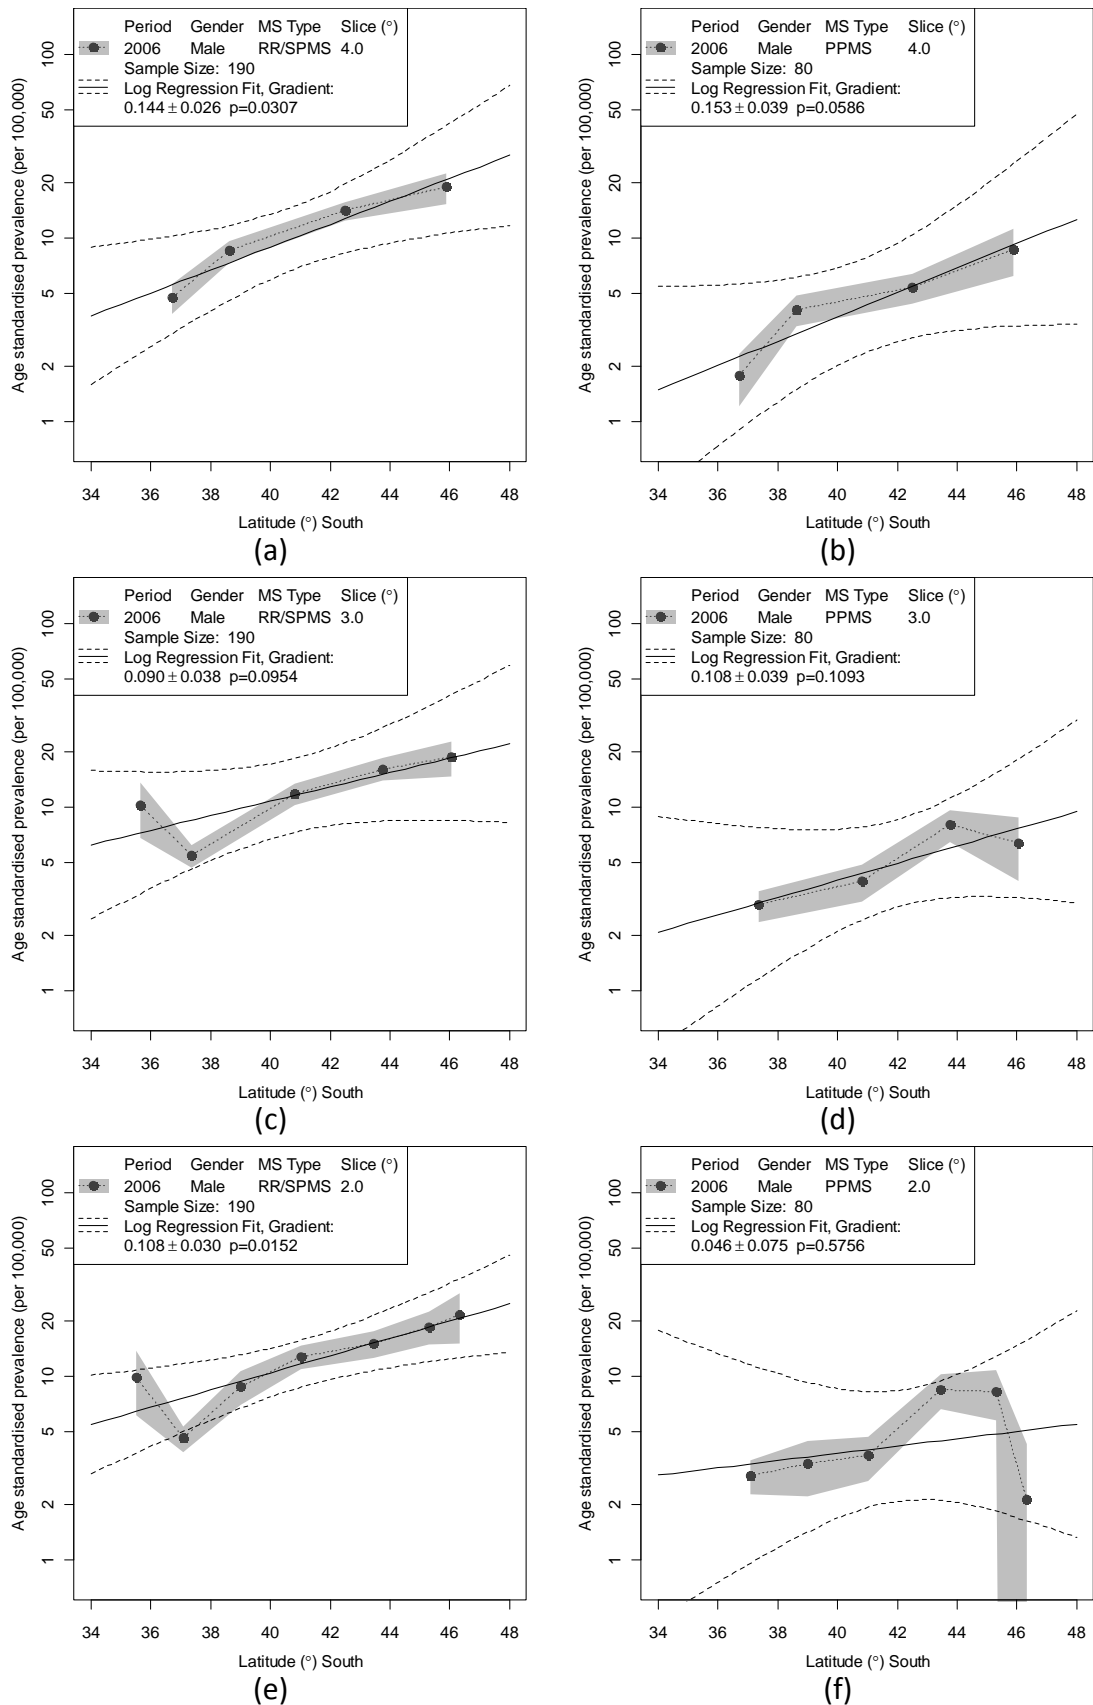 Period Gender MS Type Slice (°)
2006 Male RR/SPMS 4.0
Sample Size: 190
Log Regression Fit, Gradient:
0.144 ± 0.026 p=0.0307
Age standardised prevalence (per 100,000)
100
50
20
10
5
2
1
34 36 38 40 42 44 46 48
Latitude (°) South
(a)
Period Gender MS Type Slice (°)
2006 Male PPMS 4.0
Sample Size: 80
Log Regression Fit, Gradient:
0.153 ± 0.039 p=0.0586
Age standardised prevalence (per 100,000)
100
50
20
10
5
2
1
34 36 38 40 42 44 46 48
Latitude (°) South
(b)
Period Gender MS Type Slice (°)
2006 Male RR/SPMS 3.0
Sample Size: 190
Log Regression Fit, Gradient:
0.090 ± 0.038 p=0.0954
Age standardised prevalence (per 100,000)
100
50
20
10
5
2
1
34 36 38 40 42 44 46 48
Latitude (°) South
(c)
Period Gender MS Type Slice (°)
2006 Male PPMS 3.0
Sample Size: 80
Log Regression Fit, Gradient:
0.108 ± 0.039 p=0.1093
Age standardised prevalence (per 100,000)
100
50
20
10
5
2
1
34 36 38 40 42 44 46 48
Latitude (°) South
(d)
Period Gender MS Type Slice (°)
2006 Male RR/SPMS 2.0
Sample Size: 190
Log Regression Fit, Gradient:
0.108 ± 0.030 p=0.0152
Age standardised prevalence (per 100,000)
100
50
20
10
5
2
1
34 36 38 40 42 44 46 48
Latitude (°) South
(e)
Period Gender MS Type Slice (°)
2006 Male PPMS 2.0
Sample Size: 80
Log Regression Fit, Gradient:
0.046 ± 0.075 p=0.5756
Age standardised prevalence (per 100,000)
100
50
20
10
5
2
1
34 36 38 40 42 44 46 48
Latitude (°) South
(f)